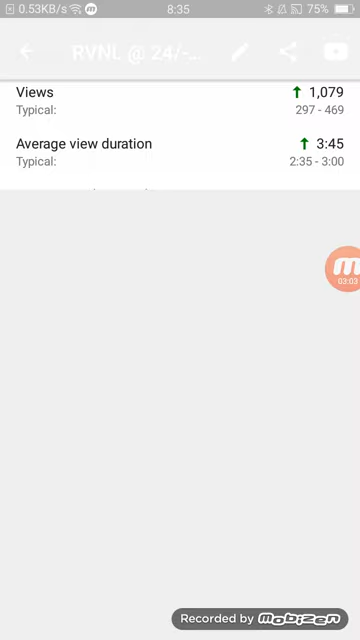 0.53KB/s 8:35 75%
RVNL @ 24/-...
Views 1,079
Typical: 297 - 469
Average view duration 3:45
Typical: 2:35 - 3:00
03:03
Recorded by mobizen